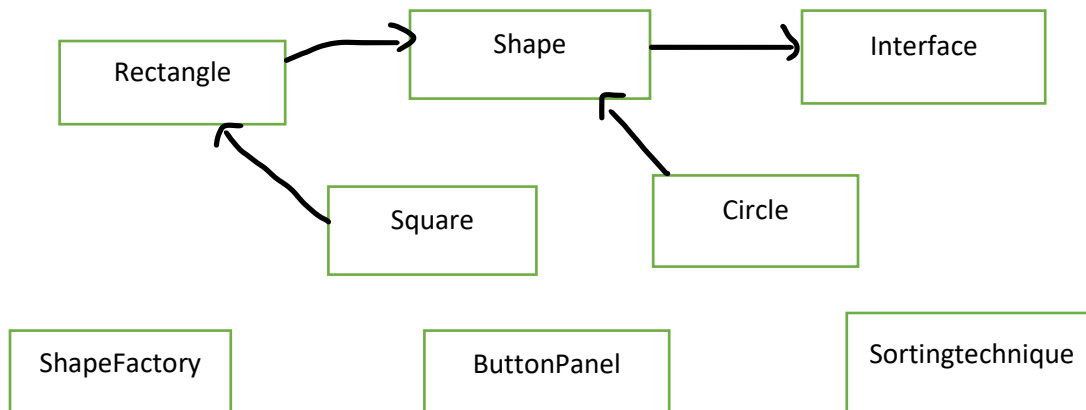 Rectangle
Shape
Interface
Square
Circle
ShapeFactory
ButtonPanel
Sortingtechnique